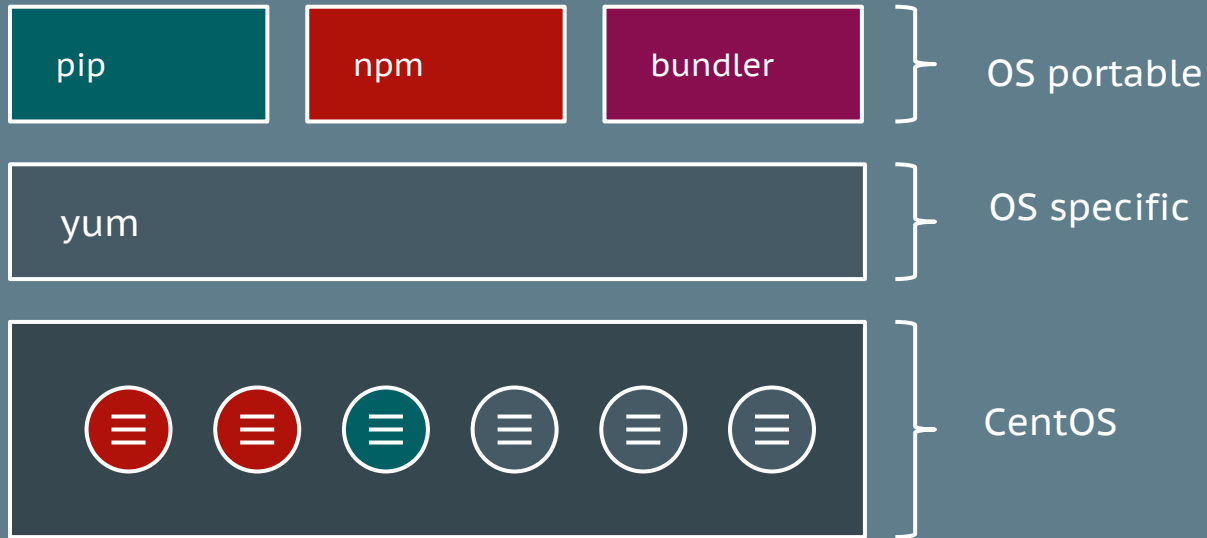 pip
npm
bundler
OS portable
yum
OS specific
CentOS